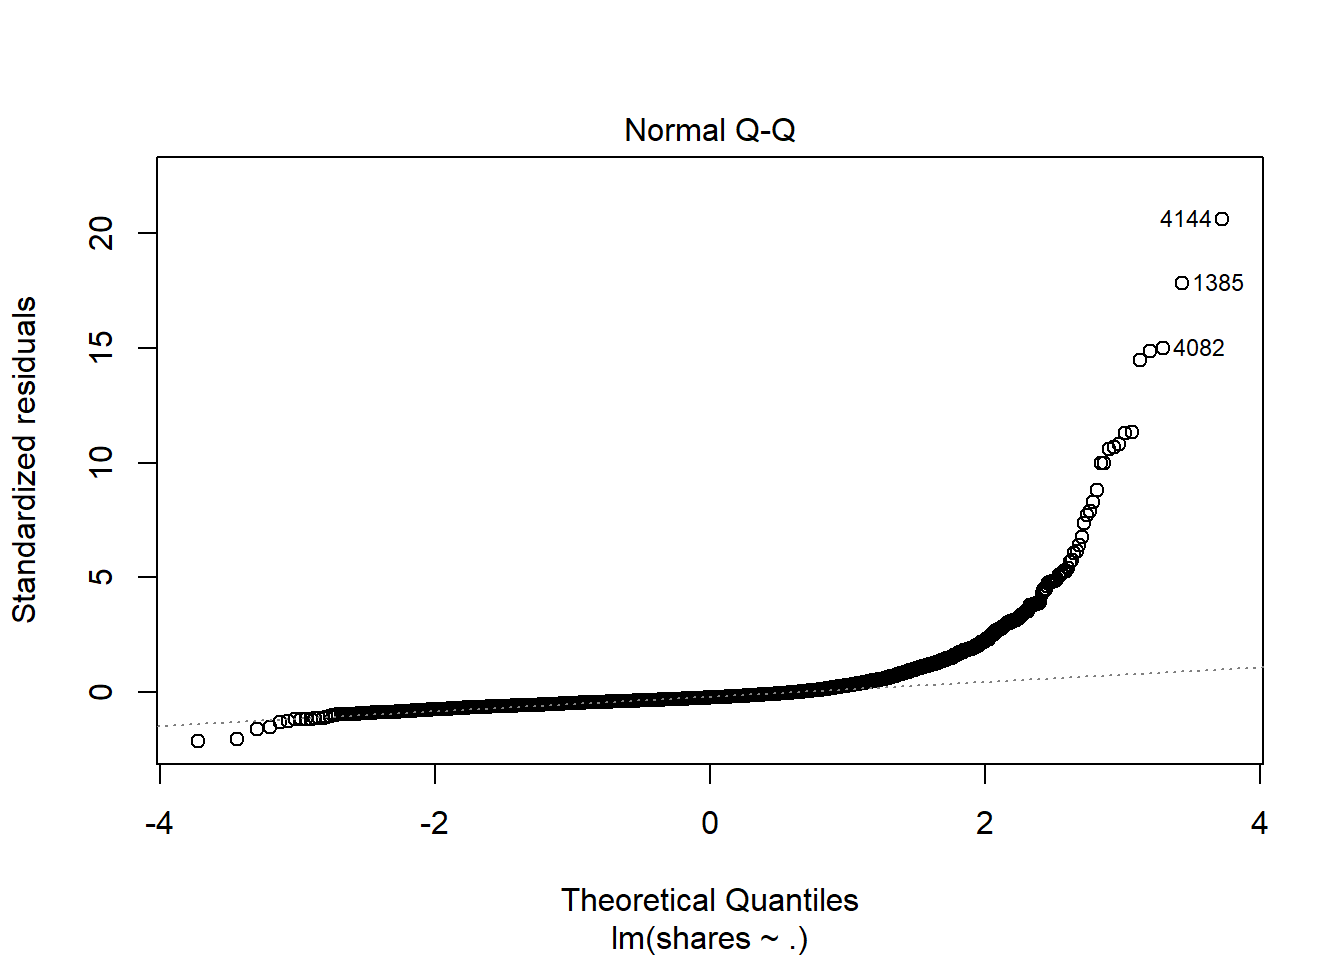 Normal Q-Q
Standardized residuals
20
15
10
5
0
4144
1385
4082
-4 -2 0 2 4
Theoretical Quantiles
lm(shares ~ .)